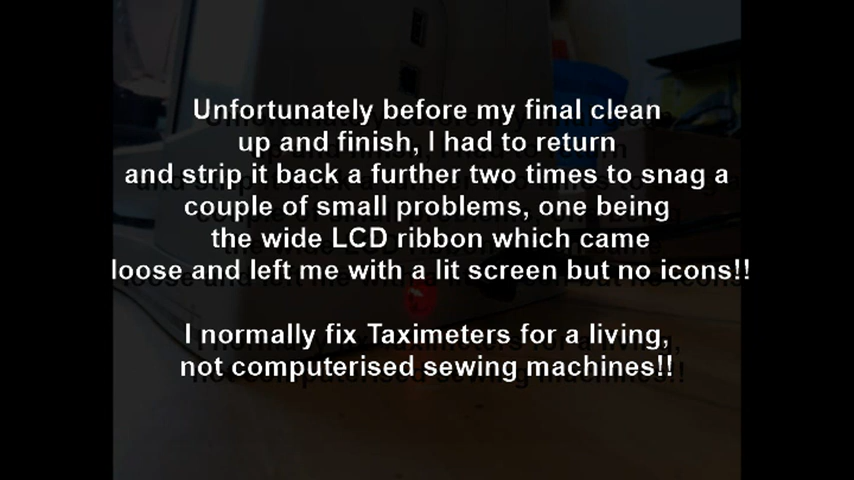 Unfortunately before my final clean
up and finish, I had to return
and strip it back a further two times to snag a
couple of small problems, one being
the wide LCD ribbon which came
loose and left me with a lit screen but no icons!!
I normally fix Taximeters for a living,
not computerised sewing machines!!